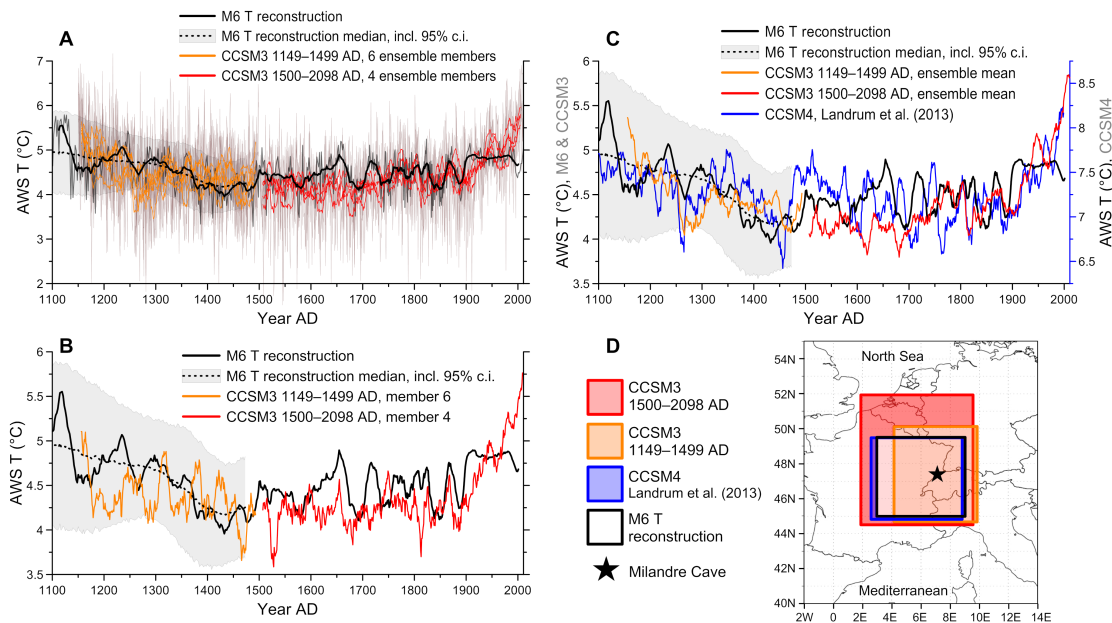 A
M6 T reconstruction
M6 T reconstruction median, incl. 95% c.i.
CCSM3 1149–1499 AD, 6 ensemble members
CCSM3 1500–2098 AD, 4 ensemble members
7
6
5
4
3
2
AWS T (°C)
1100 1200 1300 1400 1500 1600 1700 1800 1900 2000
Year AD
C
M6 T reconstruction
M6 T reconstruction median, incl. 95% c.i.
CCSM3 1149–1499 AD, ensemble mean
CCSM3 1500–2098 AD, ensemble mean
CCSM4, Landrum et al. (2013)
6
5.5
5
4.5
4
3.5
AWS T (°C), M6 & CCSM3
8.5
8
7.5
7
6.5
AWS T (°C), CCSM4
1100 1200 1300 1400 1500 1600 1700 1800 1900 2000
Year AD
B
M6 T reconstruction
M6 T reconstruction median, incl. 95% c.i.
CCSM3 1149–1499 AD, member 6
CCSM3 1500–2098 AD, member 4
6
5.5
5
4.5
4
3.5
AWS T (°C)
1100 1200 1300 1400 1500 1600 1700 1800 1900 2000
Year AD
D
CCSM3
1500–2098 AD
CCSM3
1149–1499 AD
CCSM4
Landrum et al. (2013)
M6 T
reconstruction
Milandre Cave
54N
52N
50N
48N
46N
44N
42N
40N
North Sea
Mediterranean
2W 0 2E 4E 6E 8E 10E 12E 14E